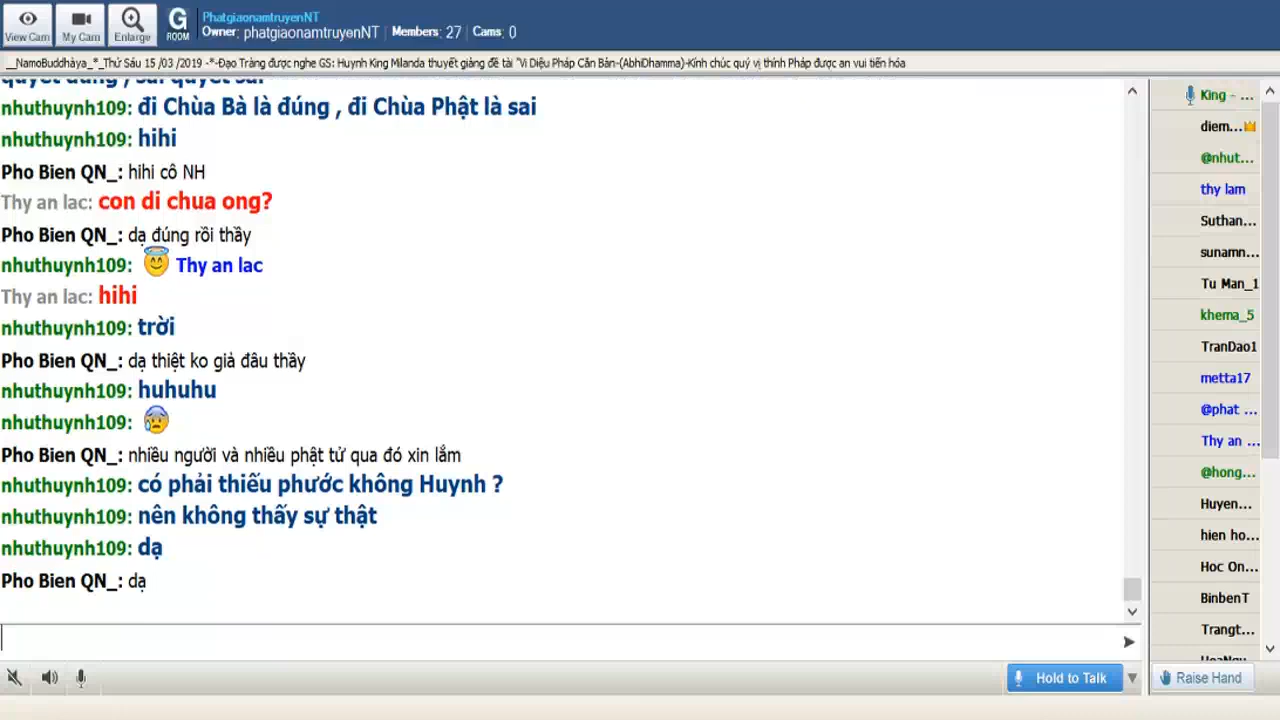 PhatgiaonamtruyenNT
Owner: phatgiaonamtruyenNT Members: 27 Cams: 0
View Cam My Cam Enlarge G ROOM
__NamoBuddhàya_*_Thứ Sáu 15 /03 /2019 -*-Đạo Tràng được nghe GS: Huynh King Milanda thuyết giảng đề tài "Vi Diệu Pháp Căn Bản-(AbhiDhamma)-Kính chúc quý vị thính Pháp được an vui tiến hóa
quyết đúng , sai quyết sai
nhuthuynh109: đi Chùa Bà là đúng , đi Chùa Phật là sai
nhuthuynh109: hihi
Pho Bien QN_: hihi cô NH
Thy an lac: con di chua ong?
Pho Bien QN_: dạ đúng rồi thầy
nhuthuynh109: 😇 Thy an lac
Thy an lac: hihi
nhuthuynh109: trời
Pho Bien QN_: dạ thiệt ko giả đâu thầy
nhuthuynh109: huhuhu
nhuthuynh109: 😰
Pho Bien QN_: nhiều người và nhiều phật tử qua đó xin lắm
nhuthuynh109: có phải thiếu phước không Huynh ?
nhuthuynh109: nên không thấy sự thật
nhuthuynh109: dạ
Pho Bien QN_: dạ
King - ...
diem...
@nhut...
thy lam
Suthan...
sunamn...
Tu Man_1
khema_5
TranDao1
metta17
@phat ...
Thy an ...
@hong...
Huyen...
hien ho...
Hoc On...
BinbenT
Trangt...
Hold to Talk
Raise Hand